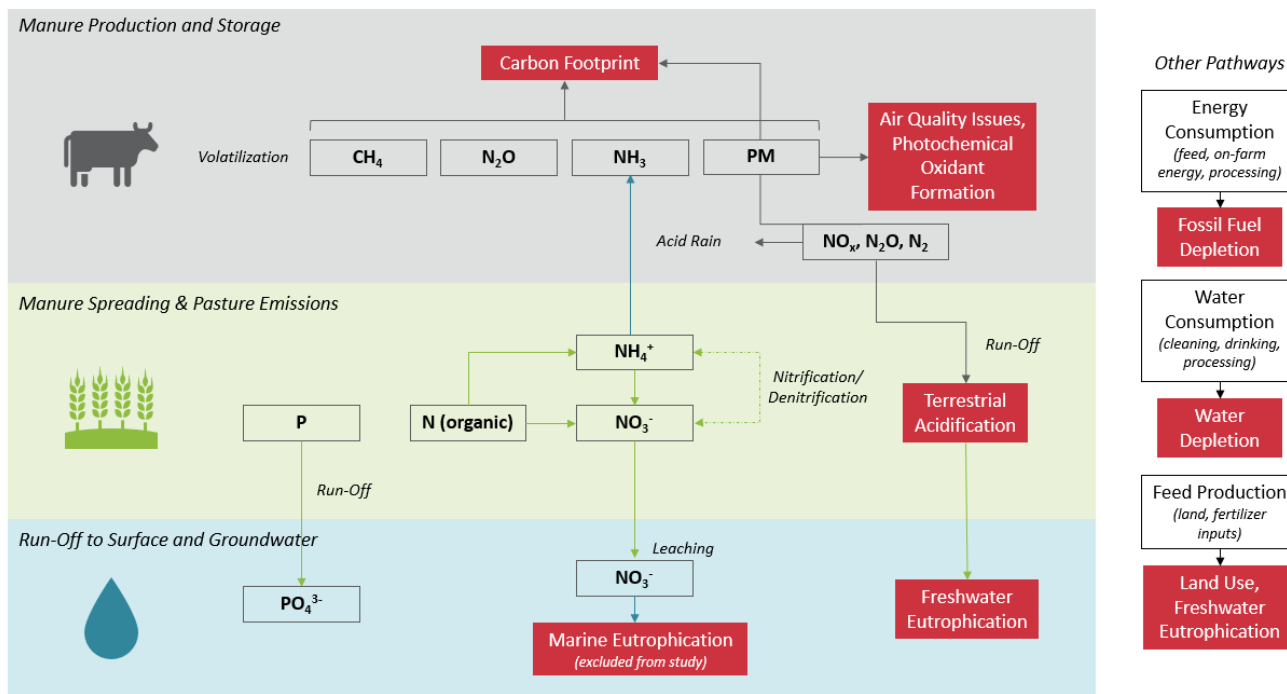 Manure Production and Storage
Carbon Footprint
Other Pathways
Volatilization
CH₄
N₂O
NH₃
PM
Air Quality Issues,
Photochemical
Oxidant
Formation
Energy
Consumption
(feed, on-farm
energy, processing)
Fossil Fuel
Depletion
Acid Rain
NOₓ, N₂O, N₂
Manure Spreading & Pasture Emissions
Water
Consumption
(cleaning, drinking,
processing)
Water
Depletion
NH₄⁺
Run-Off
Nitrification/
Denitrification
P
N (organic)
NO₃⁻
Terrestrial
Acidification
Run-Off
Feed Production
(land, fertilizer
inputs)
Land Use,
Freshwater
Eutrophication
Run-Off to Surface and Groundwater
Leaching
PO₄³⁻
NO₃⁻
Freshwater
Eutrophication
Marine Eutrophication
(excluded from study)